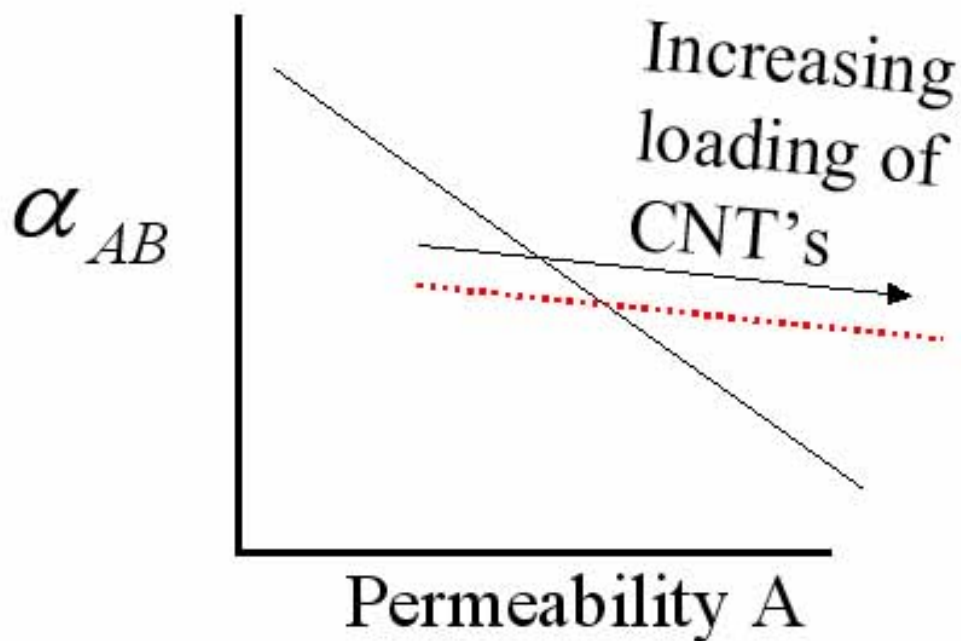 Increasing
loading of
CNT's
α AB
Permeability A